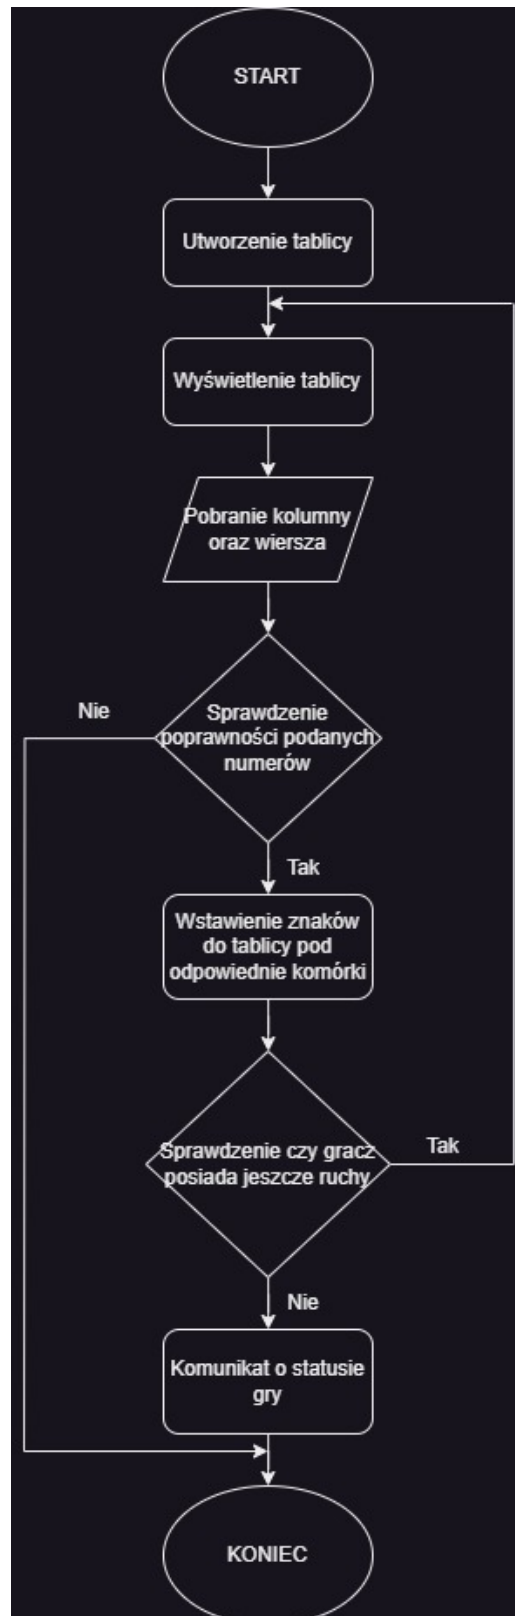 START
Utworzenie tablicy
Wyświetlenie tablicy
Pobranie kolumny
oraz wiersza
Nie
Sprawdzenie
poprawności podanych
numerów
Tak
Wstawienie znaków
do tablicy pod
odpowiednie komórki
Sprawdzenie czy gracz
posiada jeszcze ruchy
Tak
Nie
Komunikat o statusie
gry
KONIEC